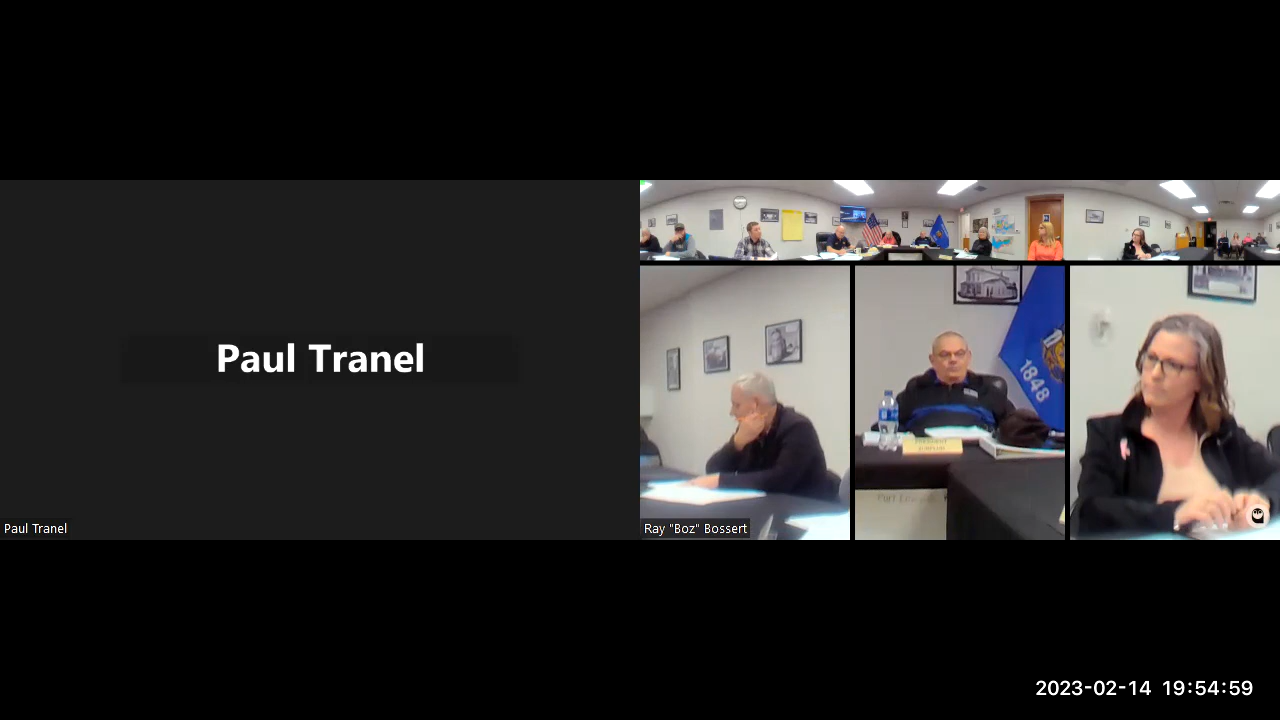 Paul Tranel
Paul Tranel
Ray "Boz" Bossert
1848
2023-02-14 19:54:59